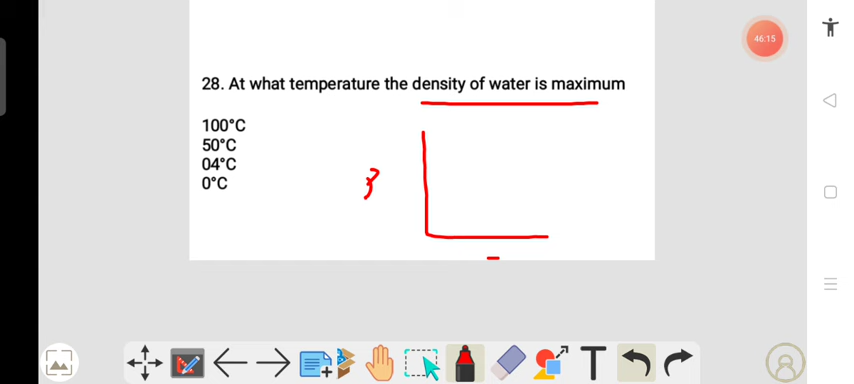 46:15
28. At what temperature the density of water is maximum
100°C
50°C
04°C
0°C
T